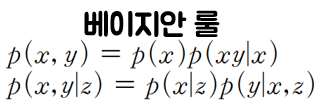 베이지안 룰
p(x, y) = p(x)p(xy|x)
p(x,y|z) = p(x|z)p(y|x,z)